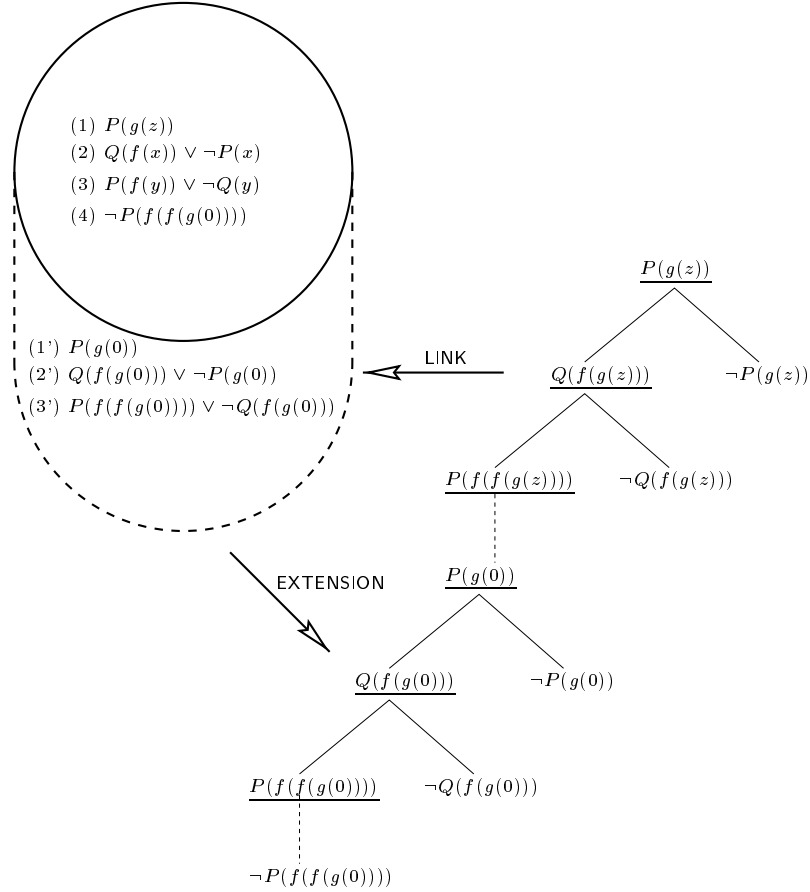 (1) P(g(z))
(2) Q(f(x)) ∨ ¬P(x)
(3) P(f(y)) ∨ ¬Q(y)
(4) ¬P(f(f(g(0))))
(1') P(g(0))
(2') Q(f(g(0))) ∨ ¬P(g(0))
(3') P(f(f(g(0)))) ∨ ¬Q(f(g(0)))
LINK
EXTENSION
P(g(z))
Q(f(g(z)))
¬P(g(z))
P(f(f(g(z))))
¬Q(f(g(z)))
P(g(0))
Q(f(g(0)))
¬P(g(0))
P(f(f(g(0))))
¬Q(f(g(0)))
¬P(f(f(g(0))))